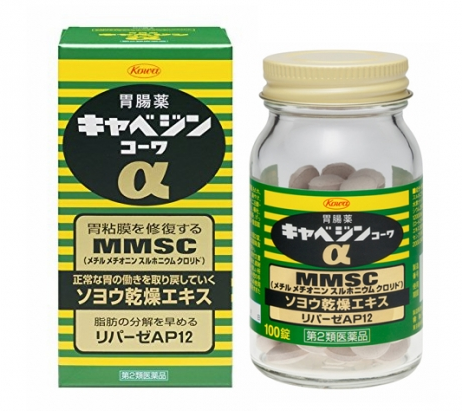 Kowa
胃腸薬
キャベジン
コーワ
α
胃粘膜を修復する
MMSC
(メチル メチオニン スルホニウム クロリド)
正常な胃の働きを取り戻していく
ソヨウ乾燥エキス
脂肪の分解を早める
リパーゼAP12
第2類医薬品
Kowa
胃腸薬
キャベジンコーワ
α
MMSC
(メチル メチオニン スルホニウム クロリド)
ソヨウ乾燥エキス
リパーゼAP12
100錠
第2類医薬品